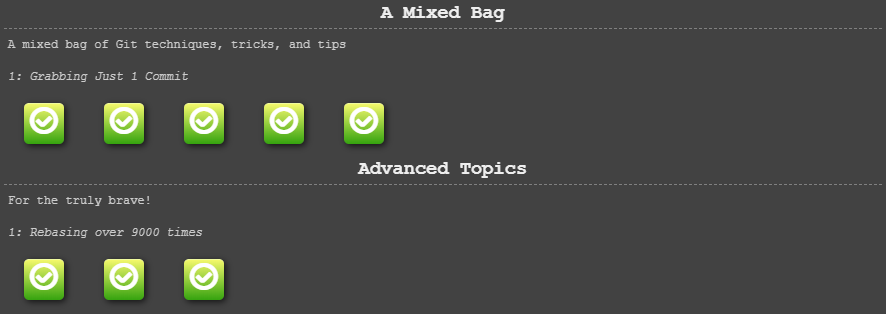 A Mixed Bag
A mixed bag of Git techniques, tricks, and tips
1: Grabbing Just 1 Commit
Advanced Topics
For the truly brave!
1: Rebasing over 9000 times